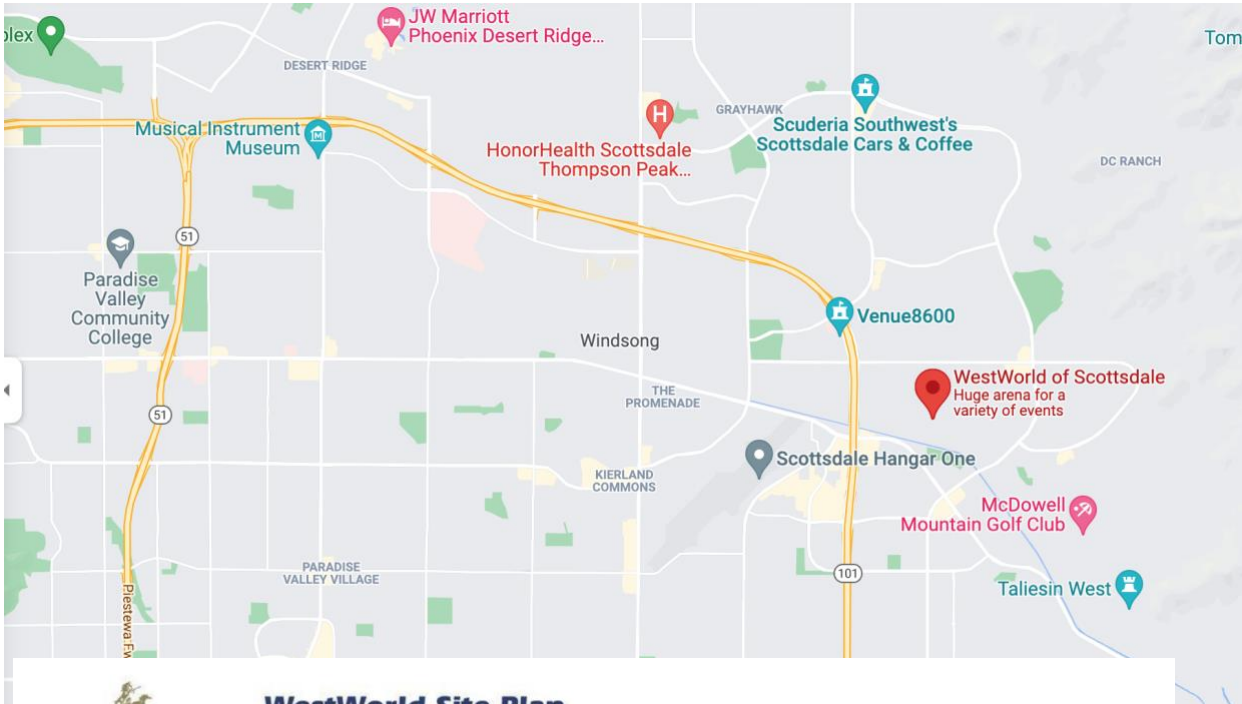 JW Marriott
Phoenix Desert Ridge...
plex
Tom
DESERT RIDGE
GRAYHAWK
Musical Instrument
Museum
HonorHealth Scottsdale
Thompson Peak...
H
M
Scuderia Southwest's
Scottsdale Cars & Coffee
DC RANCH
51
Paradise
Valley
Community
College
Venue8600
Windsong
THE
PROMENADE
WestWorld of Scottsdale
Huge arena for a
variety of events
51
Scottsdale Hangar One
KIERLAND
COMMONS
McDowell
Mountain Golf Club
PARADISE
VALLEY VILLAGE
101
Taliesin West
Piestewa Fw
WestWorld Site Plan